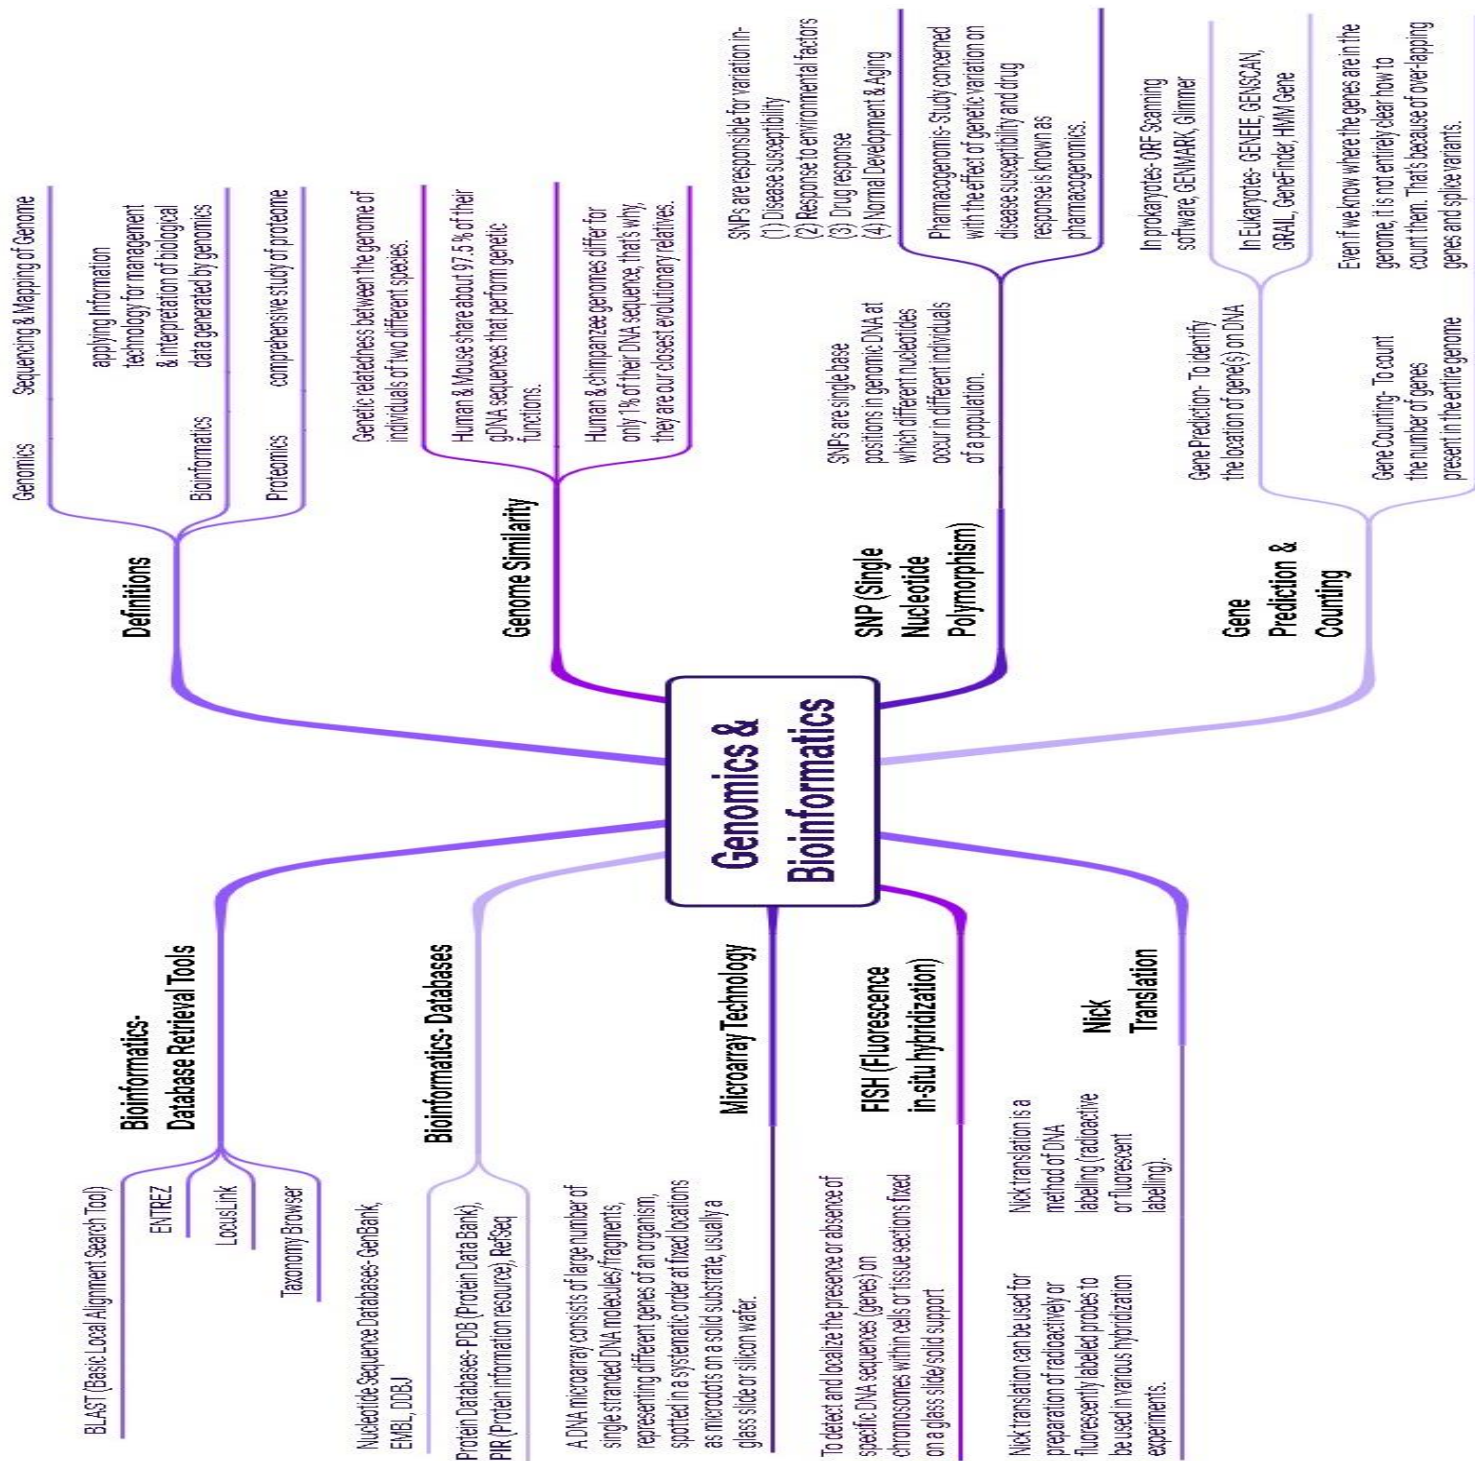 Genomics &
Bioinformatics
Definitions
Genomics
Sequencing & Mapping of Genome
Bioinformatics
applying Information
technology for management
& interpretation of biological
data generated by genomics
Proteomics
comprehensive study of proteome
Genome Similarity
Genetic relatedness between the genome of
individuals of two different species.
Human & Mouse share about 97.5 % of their
gDNA sequences that perform genetic
functions.
Human & chimpanzee genomes differ for
only 1% of their DNA sequence, that's why,
they are our closest evolutionary relatives.
SNP (Single
Nucleotide
Polymorphism)
SNPs are single base
positions in genomic DNA at
which different nucleotides
occur in different individuals
of a population.
SNPs are responsible for variation in-
(1) Disease susceptibility
(2) Response to environmental factors
(3) Drug response
(4) Normal Development & Aging
Pharmacogenomis- Study concerned
with the effect of genetic variation on
disease susceptibility and drug
response is known as
pharmacogenomics.
Gene
Prediction &
Counting
Gene Prediction- To identify
the location of gene(s) on DNA
In prokaryotes- ORF Scanning
software, GENMARK, Glimmer
In Eukaryotes- GENEIE, GENSCAN,
GRAIL, GeneFinder, HMM Gene
Gene Counting- To count
the number of genes
present in the entire genome
Even if we know where the genes are in the
genome, it is not entirely clear how to
count them. That's because of over-lapping
genes and splice variants.
Bioinformatics-
Database Retrieval Tools
BLAST (Basic Local Alignment Search Tool)
ENTREZ
LocusLink
Taxonomy Browser
Bioinformatics- Databases
Nucleotide Sequence Databases- GenBank,
EMBL, DDBJ
Protein Databases- PDB (Protein Data Bank),
PIR (Protein information resource), RefSeq
Microarray Technology
A DNA microarray consists of large number of
single stranded DNA molecules/fragments,
representing different genes of an organism,
spotted in a systematic order at fixed locations
as microdots on a solid substrate, usually a
glass slide or silicon wafer.
FISH (Fluorescence
in-situ hybridization)
To detect and localize the presence or absence of
specific DNA sequences (genes) on
chromosomes within cells or tissue sections fixed
on a glass slide/solid support
Nick
Translation
Nick translation is a
method of DNA
labelling (radioactive
or fluorescent
labelling).
Nick translation can be used for
preparation of radioactively or
fluorescently labelled probes to
be used in various hybridization
experiments.